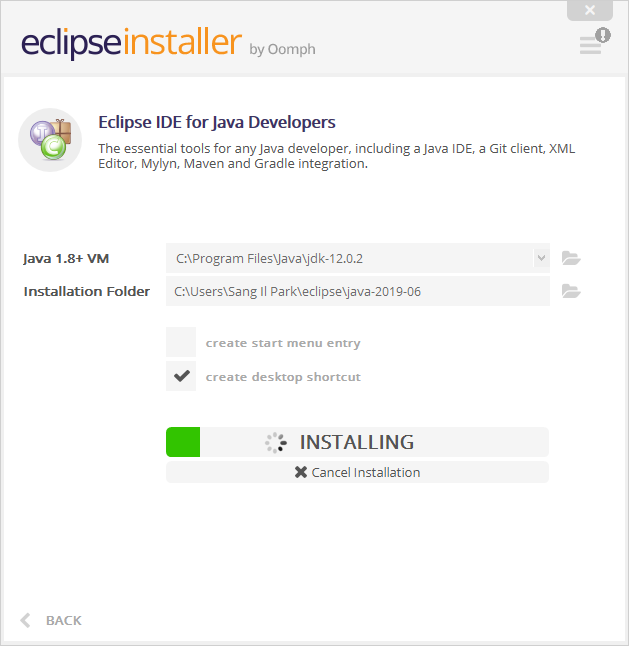 eclipseinstaller by Oomph
Eclipse IDE for Java Developers
The essential tools for any Java developer, including a Java IDE, a Git client, XML
Editor, Mylyn, Maven and Gradle integration.
Java 1.8+ VM C:\Program Files\Java\jdk-12.0.2
Installation Folder C:\Users\Sang Il Park\eclipse\java-2019-06
create start menu entry
create desktop shortcut
INSTALLING
Cancel Installation
BACK